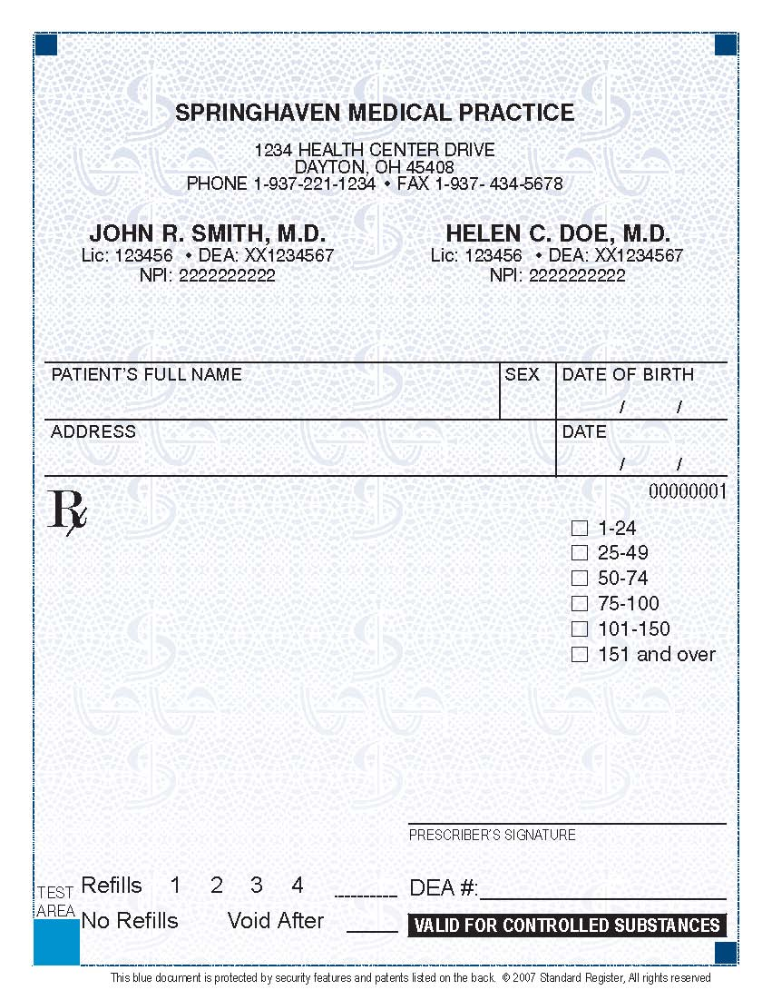 SPRINGHAVEN MEDICAL PRACTICE
1234 HEALTH CENTER DRIVE
DAYTON, OH 45408
PHONE 1-937-221-1234 • FAX 1-937- 434-5678
JOHN R. SMITH, M.D.
Lic: 123456 • DEA: XX1234567
NPI: 2222222222
HELEN C. DOE, M.D.
Lic: 123456 • DEA: XX1234567
NPI: 2222222222
PATIENT'S FULL NAME SEX DATE OF BIRTH
/ /
ADDRESS DATE
/ /
00000001
Rx
☐ 1-24
☐ 25-49
☐ 50-74
☐ 75-100
☐ 101-150
☐ 151 and over
PRESCRIBER'S SIGNATURE
TEST
AREA
Refills 1 2 3 4 ______
No Refills Void After ____
DEA #:____________________
VALID FOR CONTROLLED SUBSTANCES
This blue document is protected by security features and patents listed on the back. © 2007 Standard Register, All rights reserved